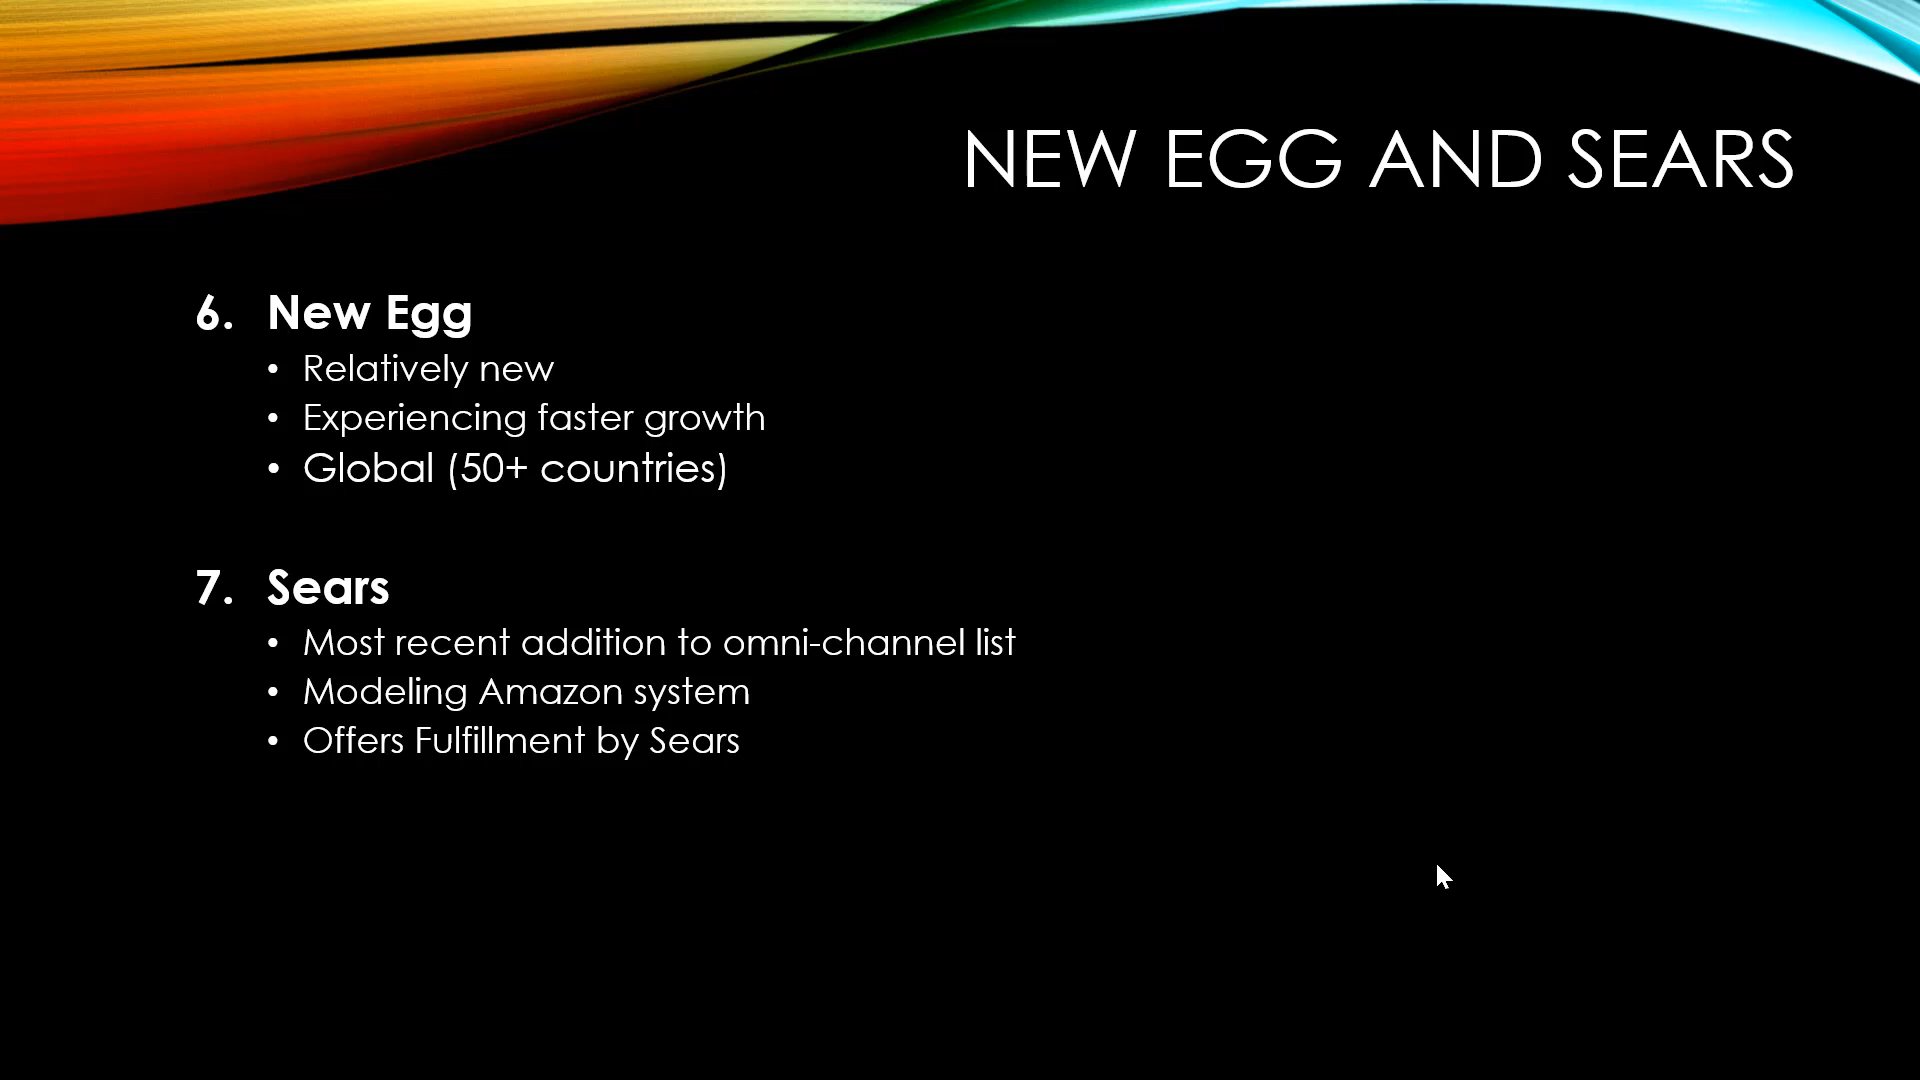 NEW EGG AND SEARS
6. New Egg
• Relatively new
• Experiencing faster growth
• Global (50+ countries)
7. Sears
• Most recent addition to omni-channel list
• Modeling Amazon system
• Offers Fulfillment by Sears